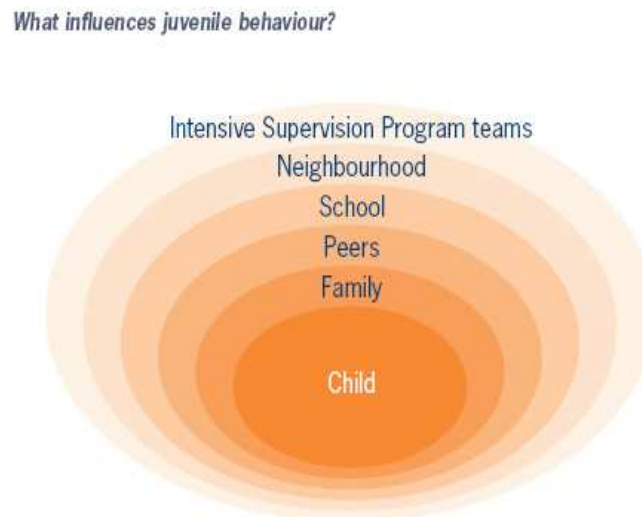 What influences juvenile behaviour?
Intensive Supervision Program teams
Neighbourhood
School
Peers
Family
Child